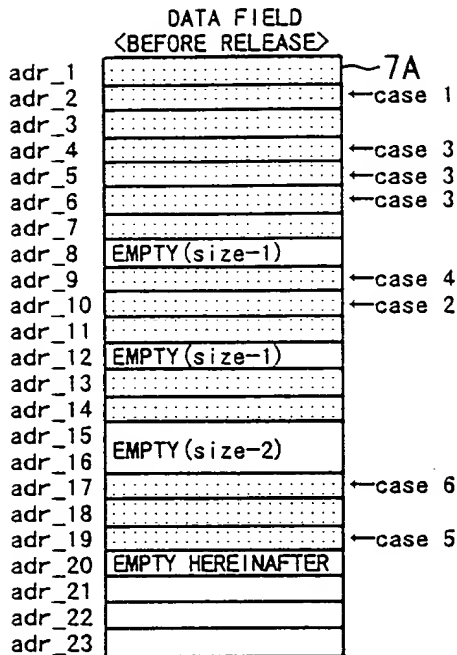 DATA FIELD
<BEFORE RELEASE>
adr_1 7A
adr_2 ←case 1
adr_3
adr_4 ←case 3
adr_5 ←case 3
adr_6 ←case 3
adr_7
adr_8 EMPTY(size-1)
adr_9 ←case 4
adr_10 ←case 2
adr_11
adr_12 EMPTY(size-1)
adr_13
adr_14
adr_15
EMPTY(size-2)
adr_16
adr_17 ←case 6
adr_18
adr_19 ←case 5
adr_20 EMPTY HEREINAFTER
adr_21
adr_22
adr_23